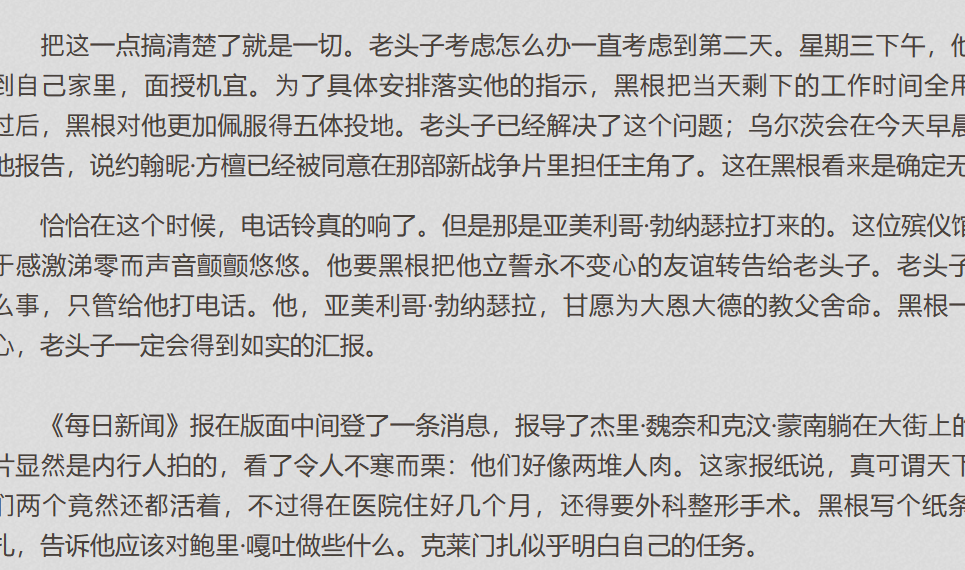 把这一点搞清楚了就是一切。老头子考虑怎么办一直考虑到第二天。星期三下午，他
到自己家里，面授机宜。为了具体安排落实他的指示，黑根把当天剩下的工作时间全用
过后，黑根对他更加佩服得五体投地。老头子已经解决了这个问题；乌尔茨会在今天早晨
他报告，说约翰昵·方檀已经被同意在那部新战争片里担任主角了。这在黑根看来是确定无
恰恰在这个时候，电话铃真的响了。但是那是亚美利哥·勃纳瑟拉打来的。这位殡仪馆
于感激涕零而声音颤颤悠悠。他要黑根把他立誓永不变心的友谊转告给老头子。老头子
么事，只管给他打电话。他，亚美利哥·勃纳瑟拉，甘愿为大恩大德的教父舍命。黑根一
心，老头子一定会得到如实的汇报。
《每日新闻》报在版面中间登了一条消息，报导了杰里·魏奈和克汶·蒙南躺在大街上的
片显然是内行人拍的，看了令人不寒而栗：他们好像两堆人肉。这家报纸说，真可谓天下
们两个竟然还都活着，不过得在医院住好几个月，还得要外科整形手术。黑根写个纸条
扎，告诉他应该对鲍里·嘎吐做些什么。克莱门扎似乎明白自己的任务。